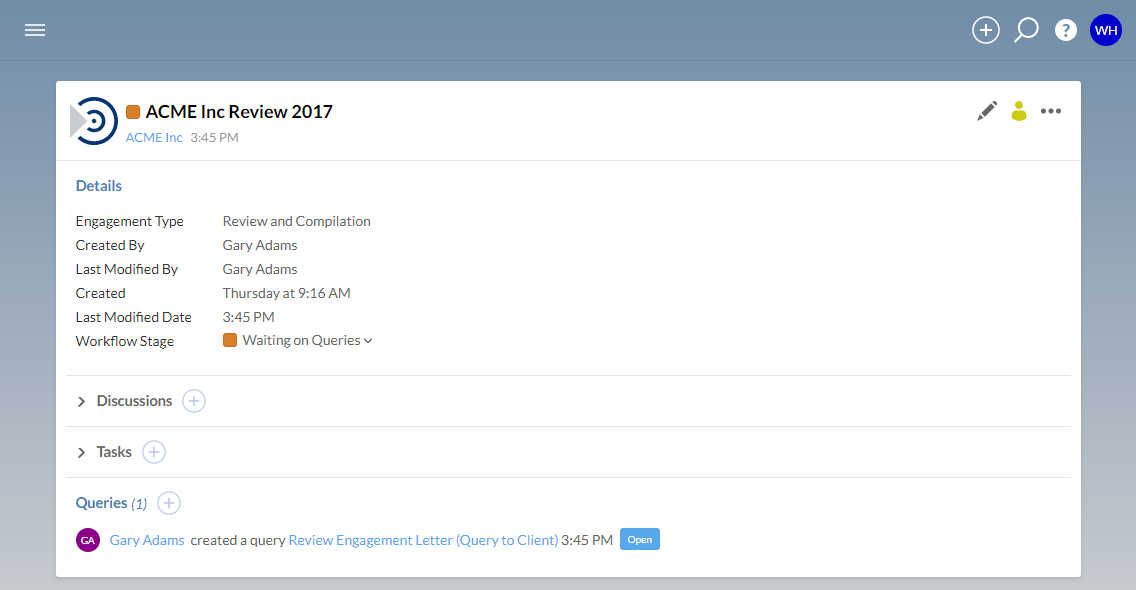 ? WH
ACME Inc Review 2017
ACME Inc 3:45 PM
Details
Engagement Type Review and Compilation
Created By Gary Adams
Last Modified By Gary Adams
Created Thursday at 9:16 AM
Last Modified Date 3:45 PM
Workflow Stage Waiting on Queries
Discussions
Tasks
Queries (1)
GA Gary Adams created a query Review Engagement Letter (Query to Client) 3:45 PM Open